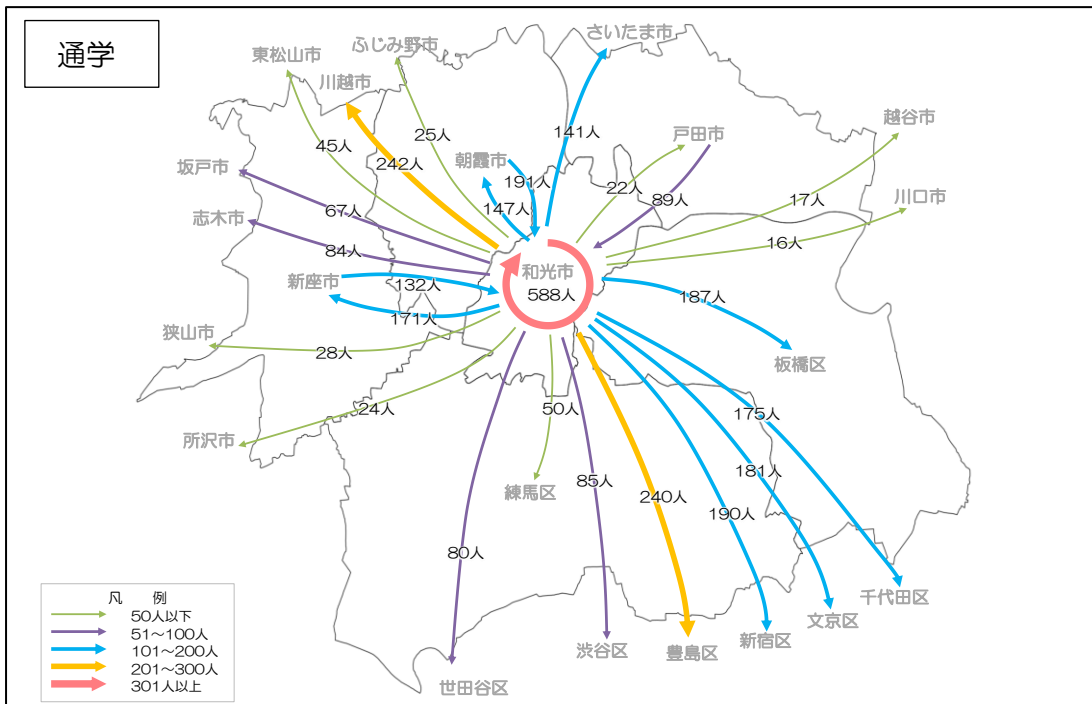 通学
さいたま市
ふじみ野市
東松山市
川越市
越谷市
25人
141人
戸田市
45人
朝霞市
242人
坂戸市
191人
22人
89人
17人
川口市
147人
67人
志木市
84人
16人
和光市
新座市
132人
588人
187人
171人
狭山市
28人
板橋区
24人
50人
175人
所沢市
181人
85人
練馬区
240人
190人
80人
千代田区
文京区
新宿区
渋谷区
豊島区
世田谷区
凡 例
50人以下
51～100人
101～200人
201～300人
301人以上